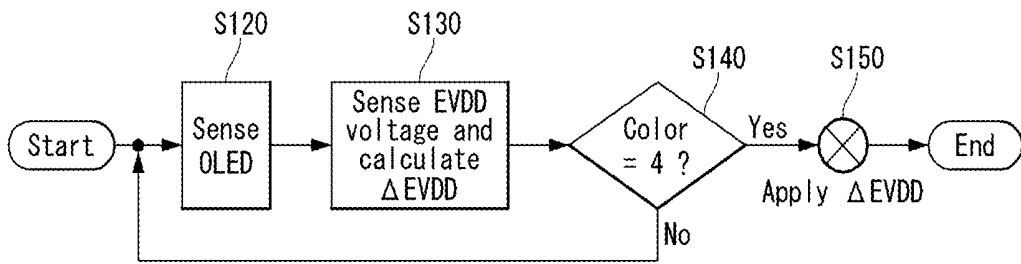 S120
S130
S140
S150
Start
Sense
OLED
Sense EVDD
voltage and
calculate
ΔEVDD
Color
= 4 ?
Yes
No
Apply ΔEVDD
End